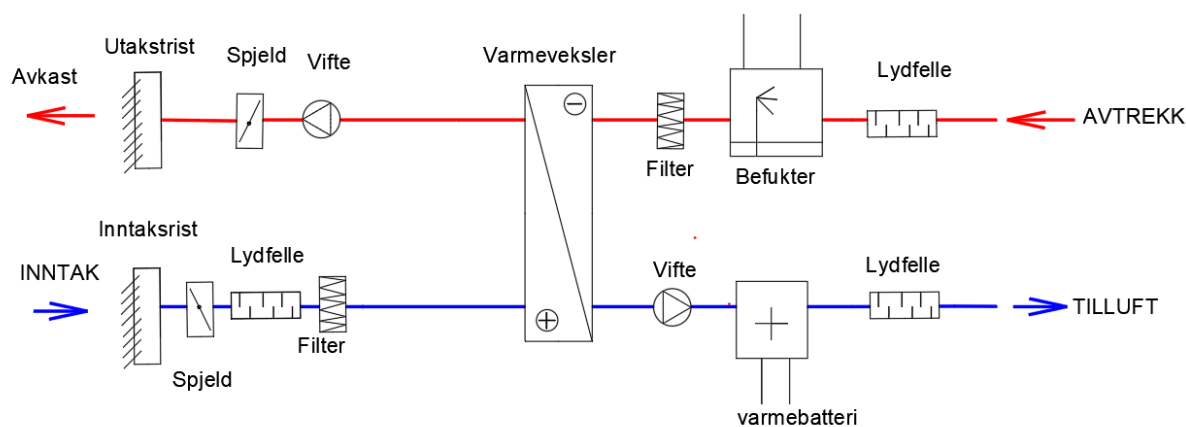 Utakstrist
Spjeld
Vifte
Varmeveksler
Lydfelle
Avkast
AVTREKK
Filter
Befukter
Inntaksrist
Lydfelle
INNTAK
Vifte
Lydfelle
TILLUFT
Filter
Spjeld
varmebatteri